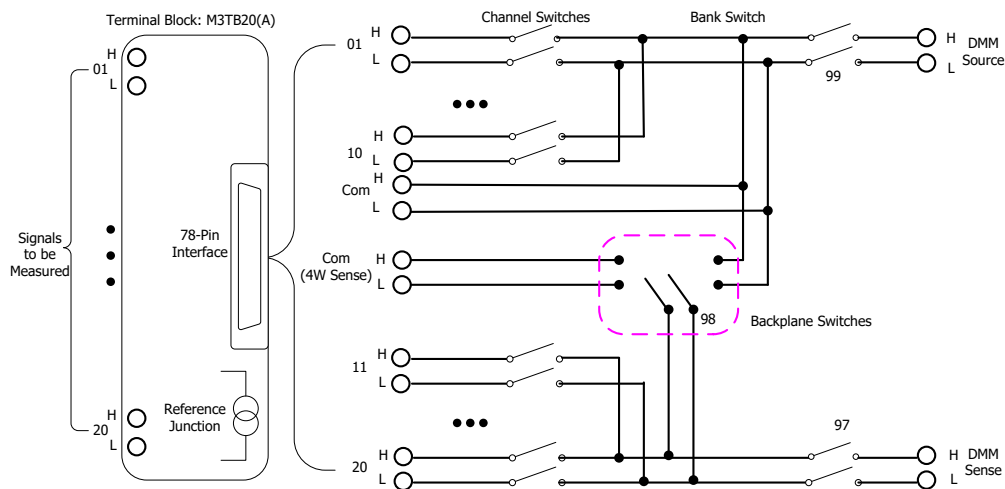 Terminal Block: M3TB20(A)
H
01
L
Signals
to be
Measured
78-Pin
Interface
Reference
Junction
H
20
L
Channel Switches
Bank Switch
H
01
L
H
10
L
H
Com
L
H
Com
(4W Sense)
L
H
11
L
H
20
L
99
H
DMM
Source
L
98
Backplane Switches
97
H
DMM
Sense
L